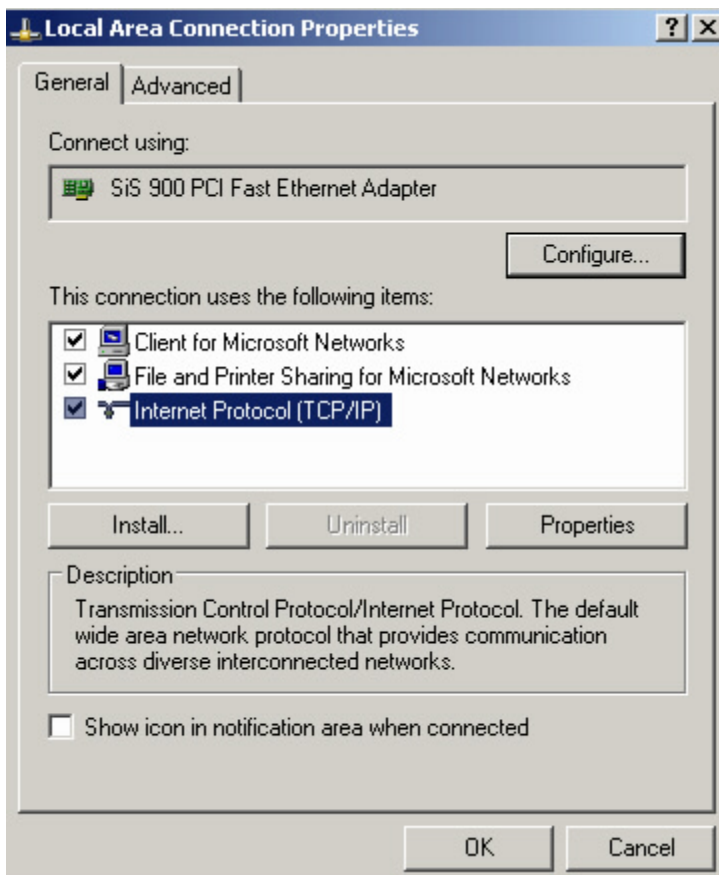 Local Area Connection Properties
General
Advanced
Connect using:
SiS 900 PCI Fast Ethernet Adapter
Configure...
This connection uses the following items:
Client for Microsoft Networks
File and Printer Sharing for Microsoft Networks
Internet Protocol (TCP/IP)
Install...
Uninstall
Properties
Description
Transmission Control Protocol/Internet Protocol. The default
wide area network protocol that provides communication
across diverse interconnected networks.
Show icon in notification area when connected
OK
Cancel